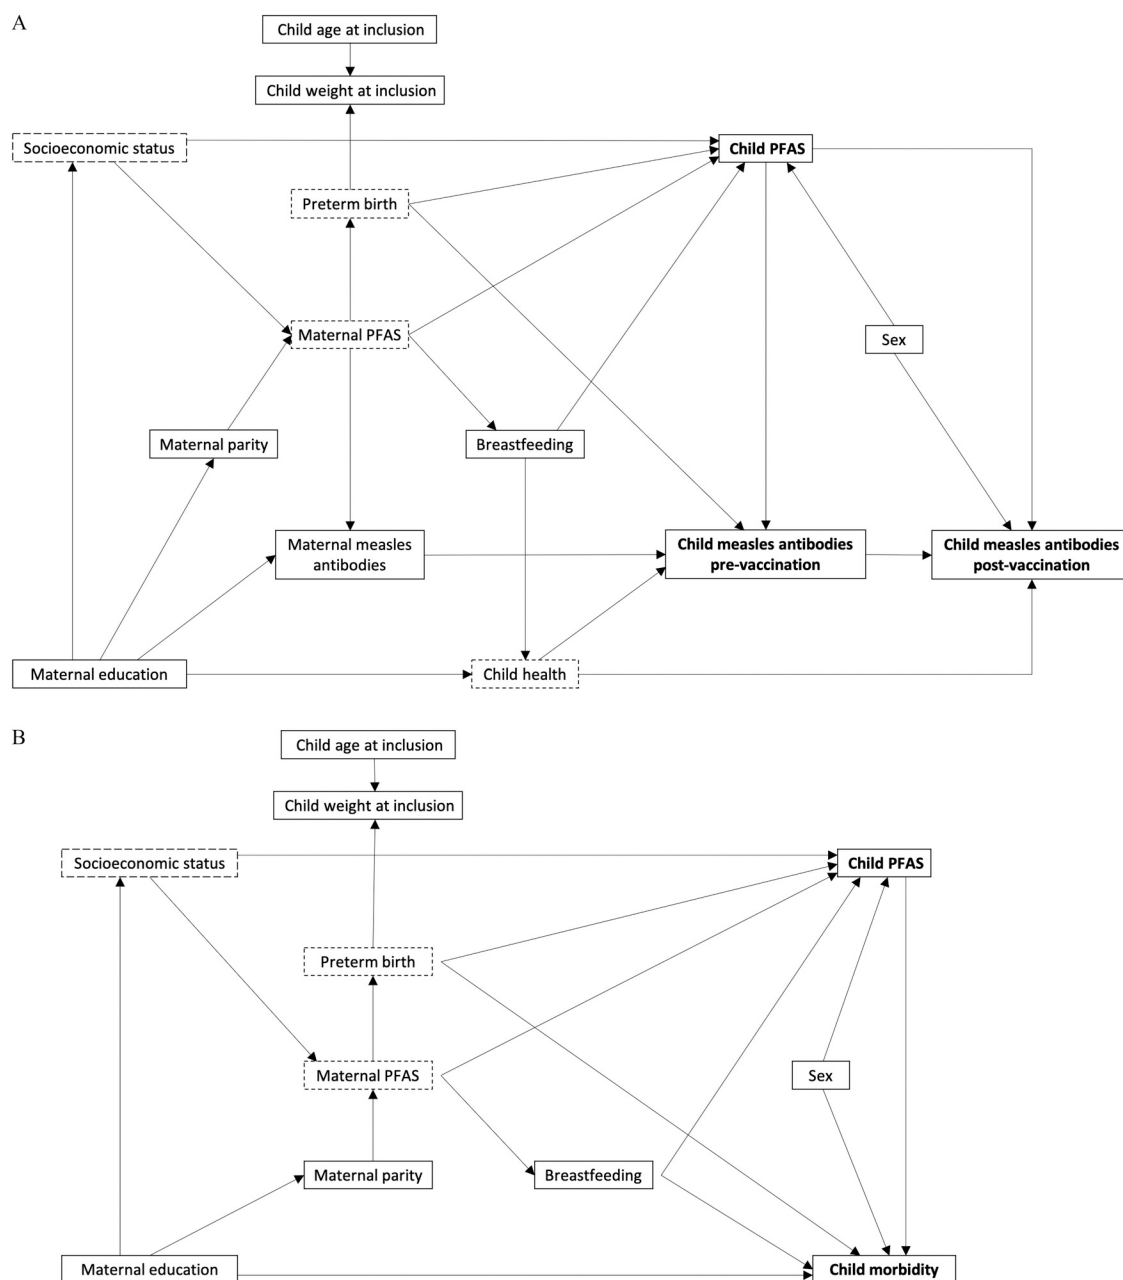 A
Child age at inclusion
Child weight at inclusion
Socioeconomic status
Child PFAS
Preterm birth
Maternal PFAS
Sex
Maternal parity
Breastfeeding
Maternal measles
antibodies
Child measles antibodies
pre-vaccination
Child measles antibodies
post-vaccination
Maternal education
Child health
B
Child age at inclusion
Child weight at inclusion
Socioeconomic status
Child PFAS
Preterm birth
Maternal PFAS
Sex
Maternal parity
Breastfeeding
Maternal education
Child morbidity